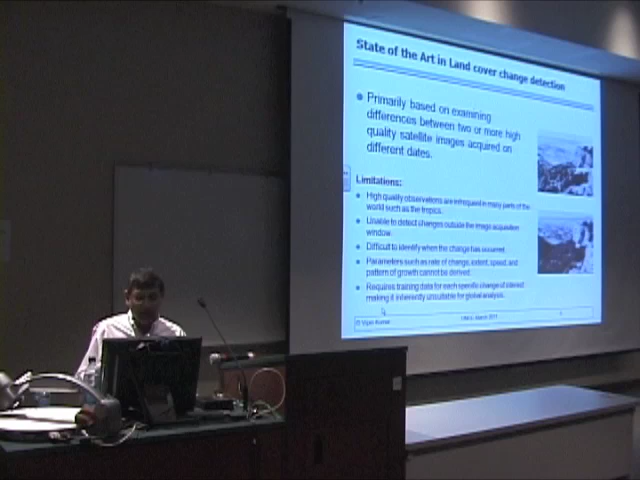 State of the Art in Land cover change detection
Primarily based on examining
differences between two or more high
quality satellite images acquired on
different dates.
Limitations:
High quality observations are infrequent in many parts of the
world such as the tropics.
Unable to detect changes outside the image acquisition
window.
Difficult to identify when the change has occurred.
Parameters such as rate of change, extent, speed, and
pattern of growth cannot be derived.
Requires training data for each specific change of interest
making it inherently unsuitable for global analysis.
© Vipin Kumar
March 2011